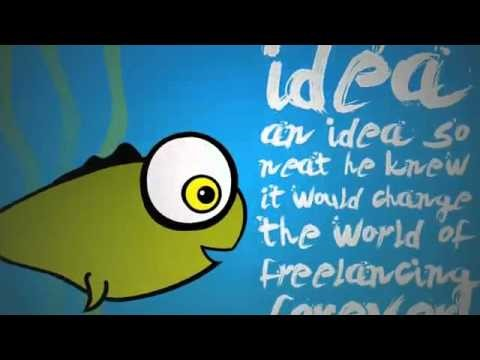 idea
an idea so
neat he knew
it would change
the world of
freelancing